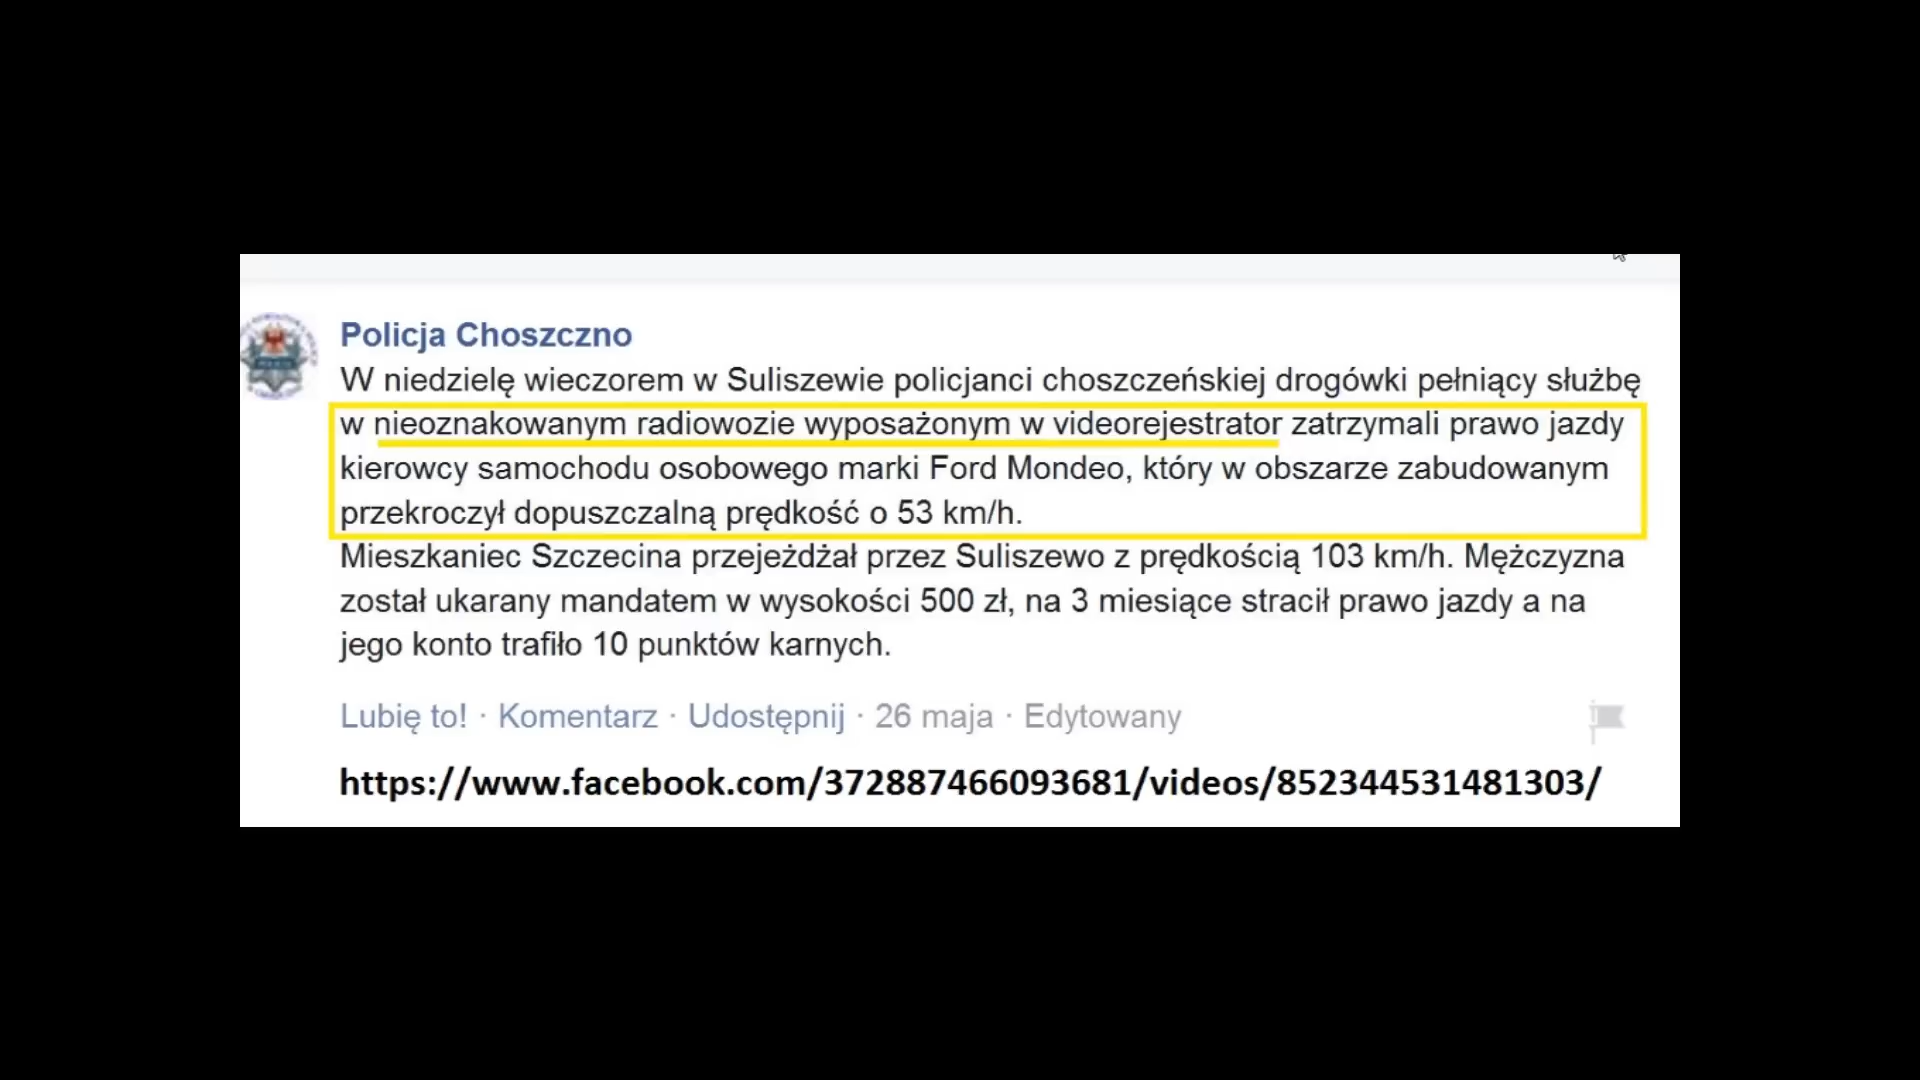 Policja Choszczno
W niedzielę wieczorem w Suliszewie policjanci choszczeńskiej drogówki pełniący służbę
w nieoznakowanym radiowozie wyposażonym w videorejestrator zatrzymali prawo jazdy
kierowcy samochodu osobowego marki Ford Mondeo, który w obszarze zabudowanym
przekroczył dopuszczalną prędkość o 53 km/h.
Mieszkaniec Szczecina przejeżdżał przez Suliszewo z prędkością 103 km/h. Mężczyzna
został ukarany mandatem w wysokości 500 zł, na 3 miesiące stracił prawo jazdy a na
jego konto trafiło 10 punktów karnych.
Lubię to! · Komentarz · Udostępnij · 26 maja · Edytowany
https://www.facebook.com/372887466093681/videos/852344531481303/